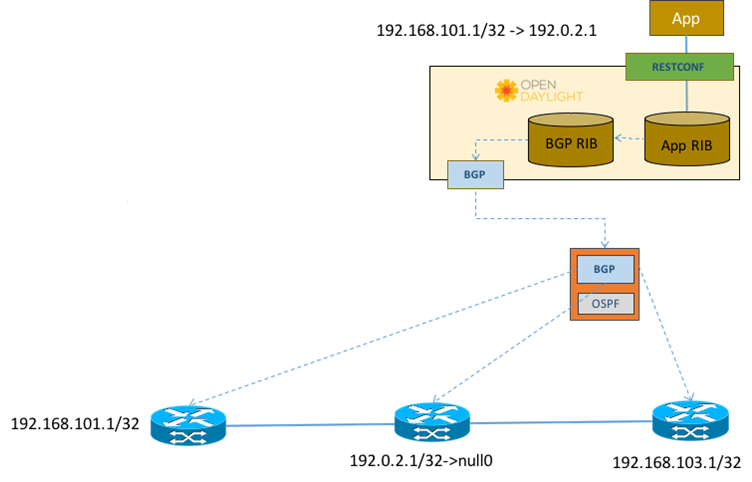 App
192.168.101.1/32 -> 192.0.2.1
RESTCONF
OPEN
DAYLIGHT
BGP RIB
App RIB
BGP
BGP
OSPF
192.168.101.1/32
192.0.2.1/32->null0
192.168.103.1/32